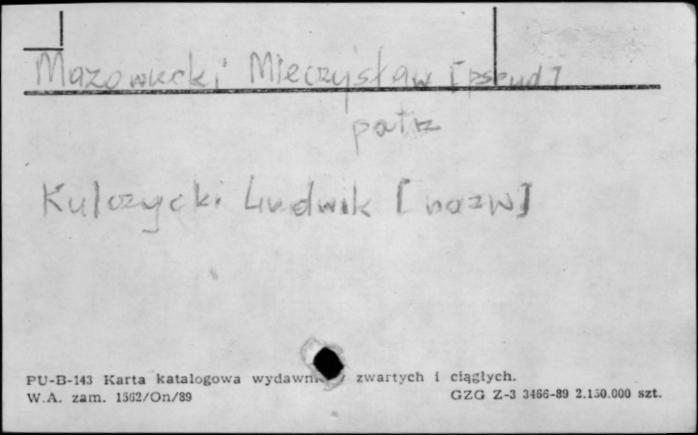 Mazowiecki Mieczysław [pseud]
patrz
Kulczycki Ludwik [nazw]
PU-B-143 Karta katalogowa wydawnictw zwartych i ciągłych.
W.A. zam. 1562/On/89 GZG Z-3 3466-89 2.150.000 szt.